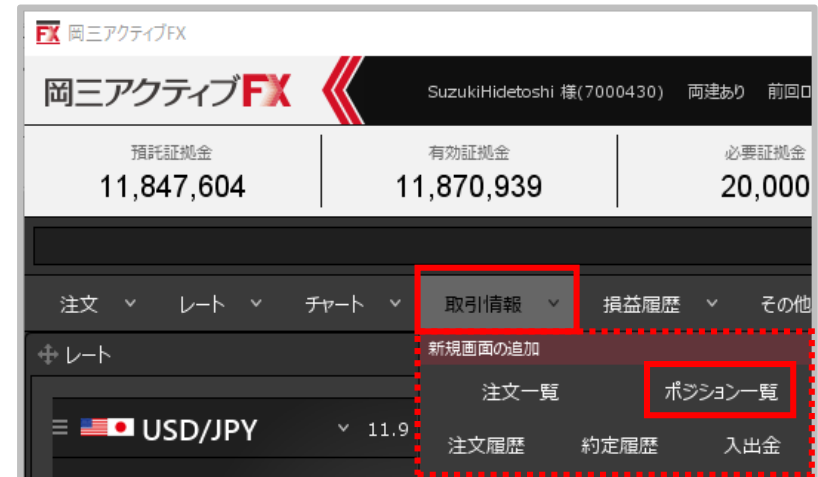 FX 岡三アクティブFX
岡三アクティブFX SuzukiHidetoshi 様(7000430) 両建あり 前回ロ
預託証拠金 有効証拠金 必要証拠金
11,847,604 11,870,939 20,000
注文 レート チャート 取引情報 損益履歴 その他
レート 新規画面の追加
注文一覧 ポジション一覧
USD/JPY 11.9
注文履歴 約定履歴 入出金